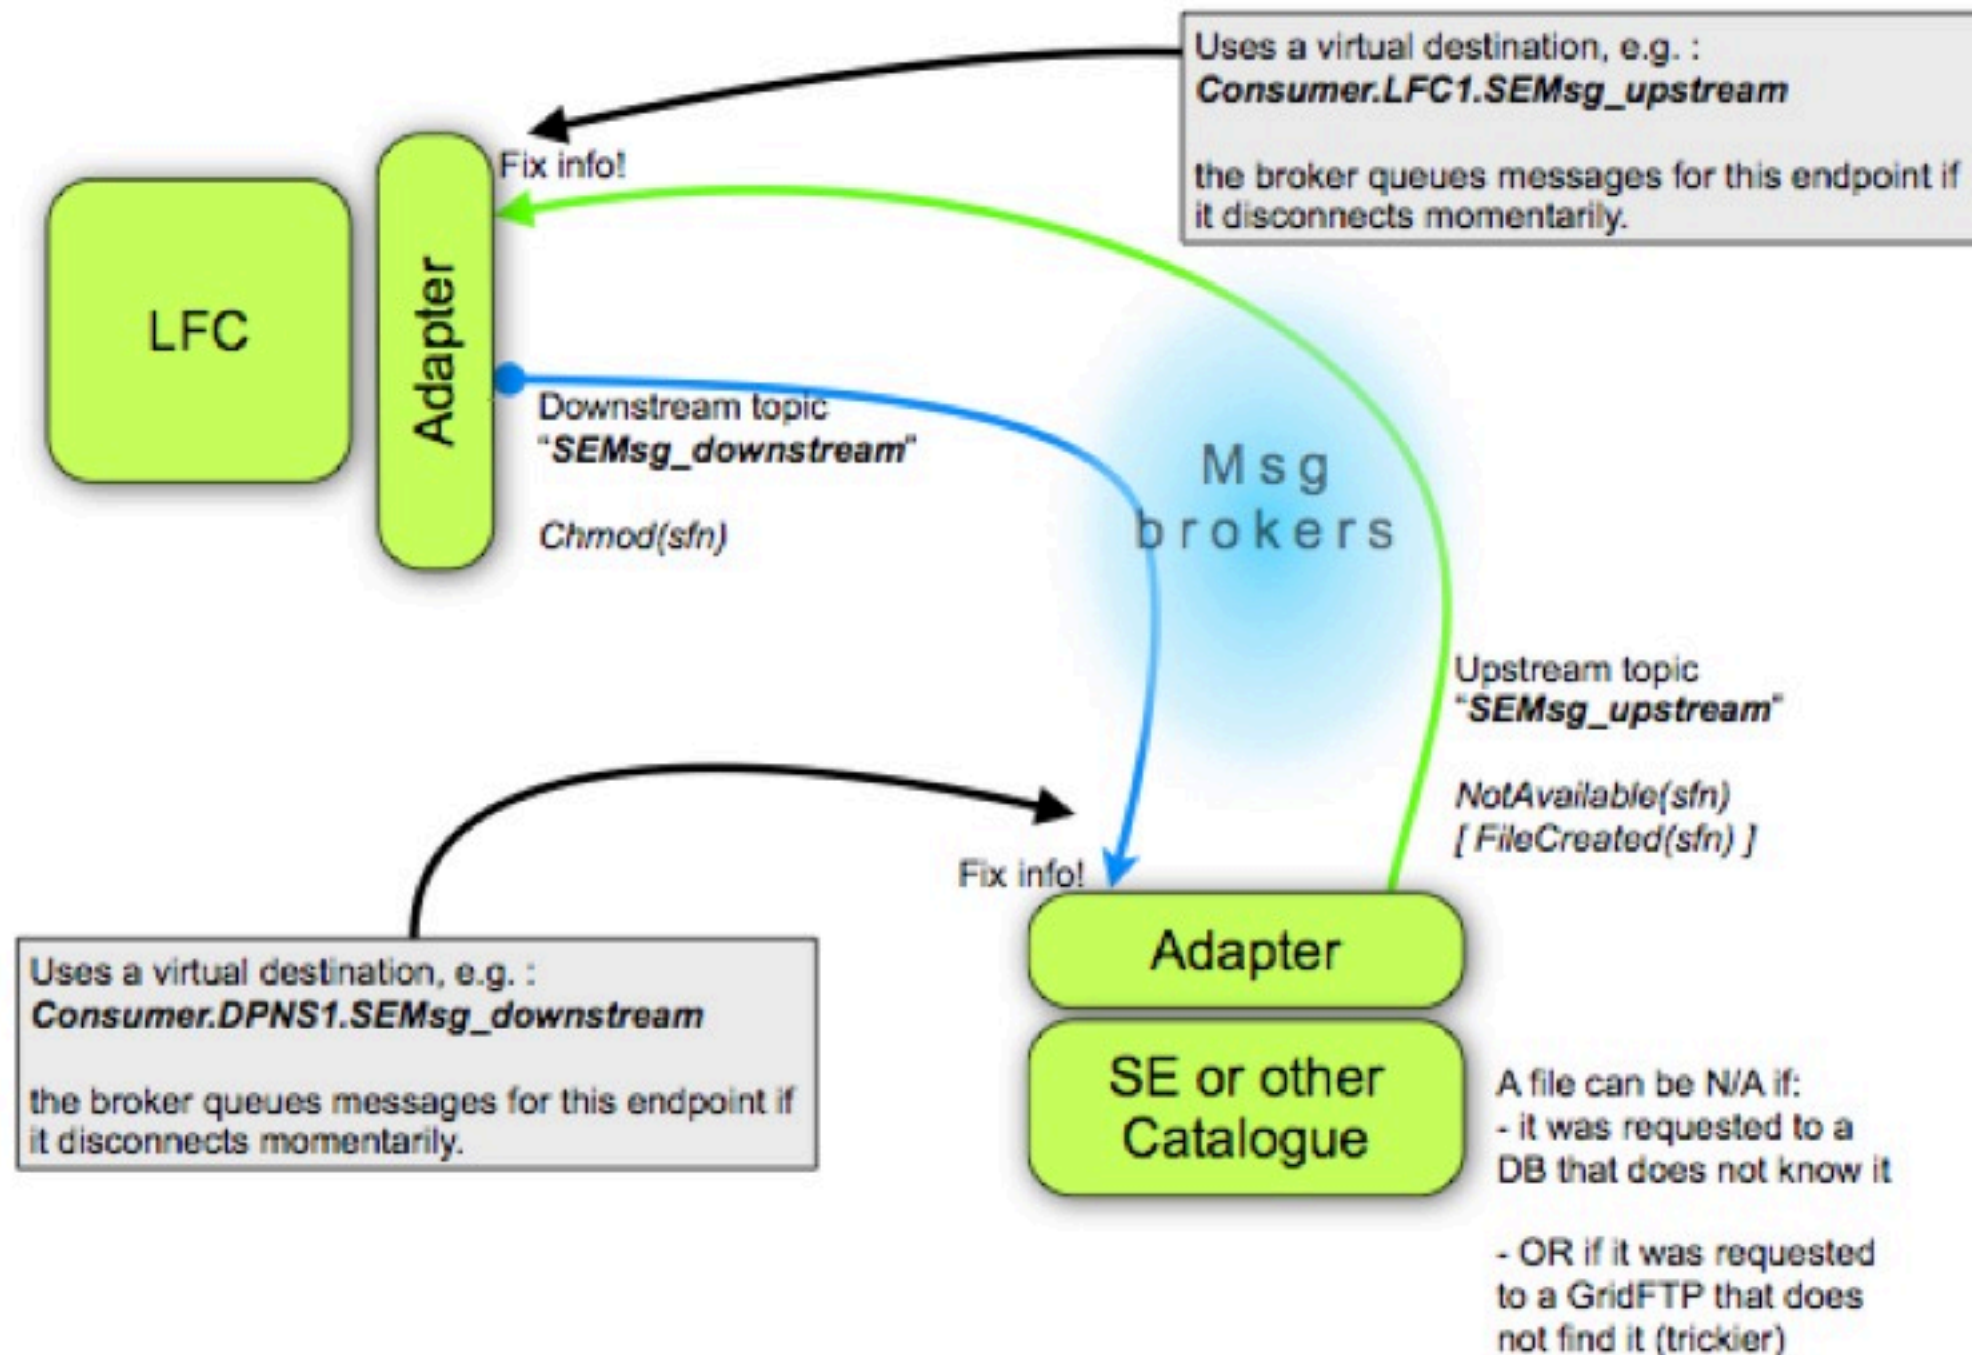 Uses a virtual destination, e.g. :
Consumer.LFC1.SEMsg_upstream
the broker queues messages for this endpoint if
it disconnects momentarily.
Fix info!
LFC
Adapter
Downstream topic
"SEMsg_downstream"
Chmod(sfn)
Msg
brokers
Upstream topic
"SEMsg_upstream"
NotAvailable(sfn)
[ FileCreated(sfn) ]
Fix info!
Adapter
SE or other
Catalogue
Uses a virtual destination, e.g. :
Consumer.DPNS1.SEMsg_downstream
the broker queues messages for this endpoint if
it disconnects momentarily.
A file can be N/A if:
- it was requested to a
DB that does not know it
- OR if it was requested
to a GridFTP that does
not find it (trickier)